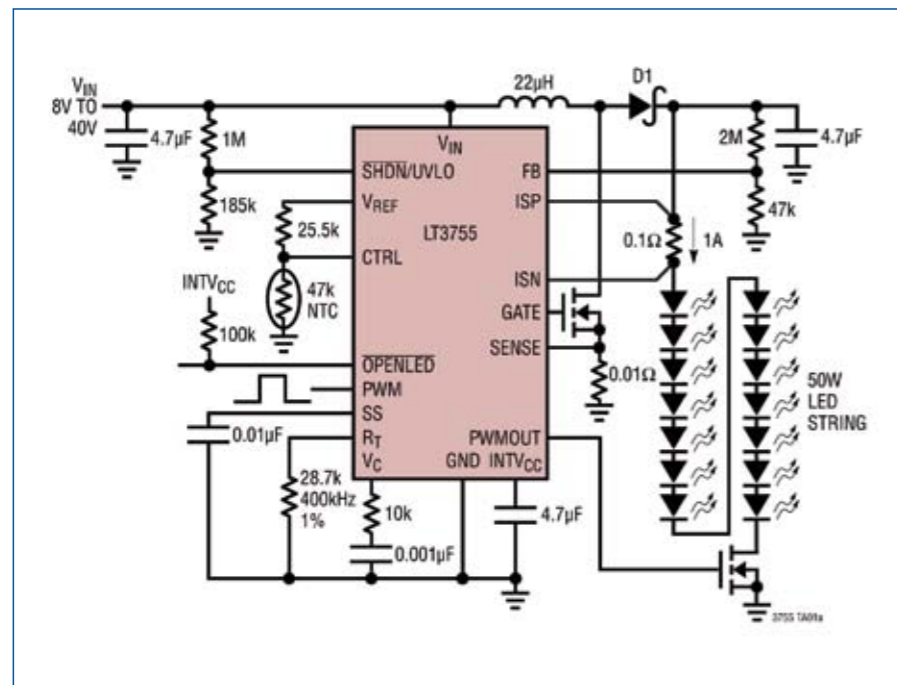 V_IN
8V TO
40V
4.7µF
1M
185k
22µH
D1
2M
4.7µF
47k
V_IN
SHDN/UVLO
FB
V_REF
ISP
LT3755
25.5k
CTRL
0.1Ω
1A
ISN
47k
NTC
INTV_CC
100k
GATE
SENSE
0.01Ω
OPENLED
PWM
SS
0.01µF
R_T
PWMOUT
V_C
GND
INTV_CC
28.7k
400kHz
1%
10k
4.7µF
0.001µF
50W
LED
STRING
3755 TA01a